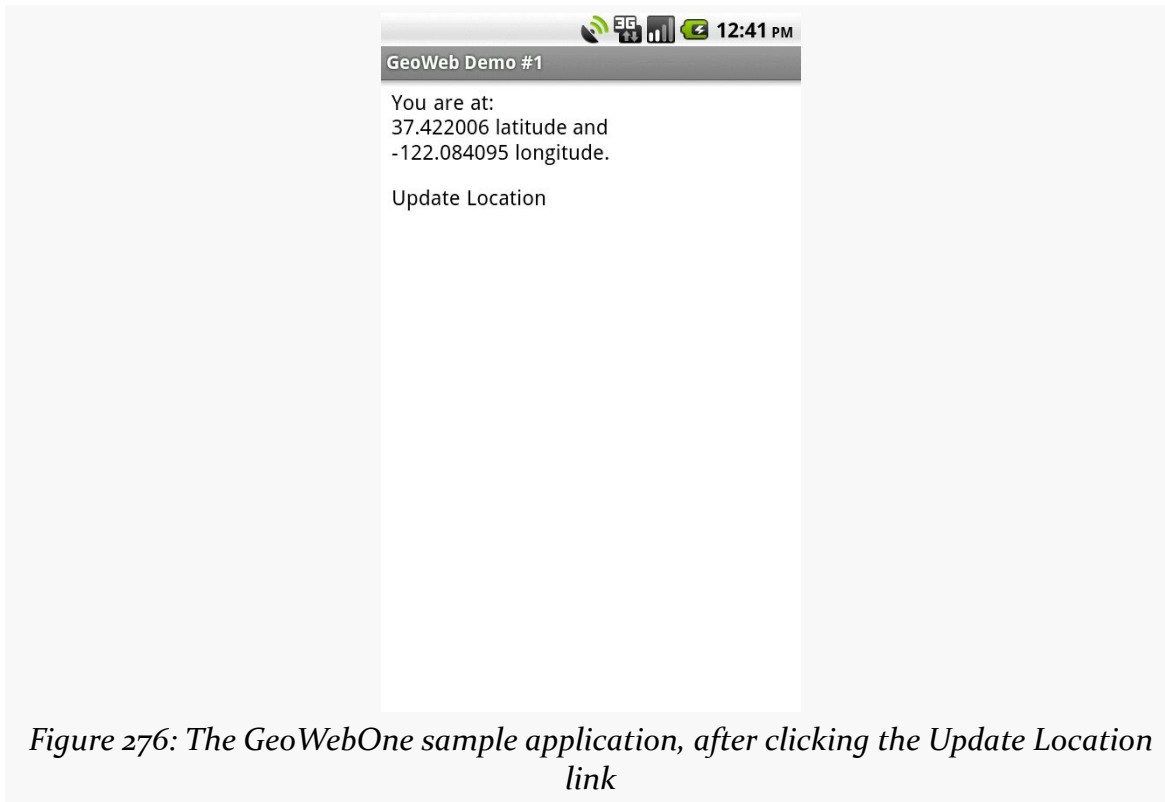 3G
12:41 PM
GeoWeb Demo #1
You are at:
37.422006 latitude and
-122.084095 longitude.
Update Location
Figure 276: The GeoWebOne sample application, after clicking the Update Location
link